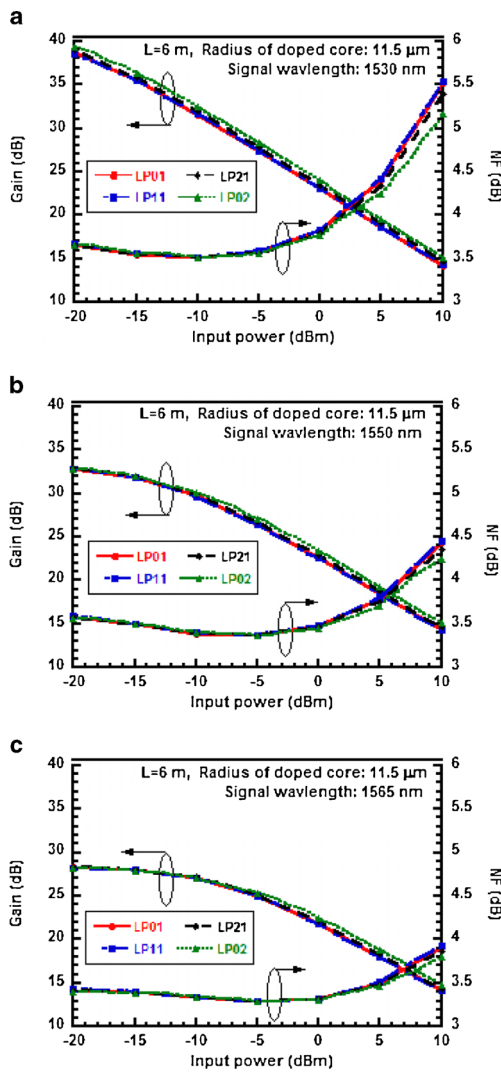 a
L=6 m, Radius of doped core: 11.5 μm
Signal wavlength: 1530 nm
Gain (dB)
40
35
30
25
20
15
10
NF (dB)
6
5.5
5
4.5
4
3.5
3
LP01
LP21
LP11
LP02
-20
-15
-10
-5
0
5
10
Input power (dBm)
b
L=6 m, Radius of doped core: 11.5 μm
Signal wavlength: 1550 nm
Gain (dB)
40
35
30
25
20
15
10
NF (dB)
6
5.5
5
4.5
4
3.5
3
LP01
LP21
LP11
LP02
-20
-15
-10
-5
0
5
10
Input power (dBm)
c
L=6 m, Radius of doped core: 11.5 μm
Signal wavlength: 1565 nm
Gain (dB)
40
35
30
25
20
15
10
NF (dB)
6
5.5
5
4.5
4
3.5
3
LP01
LP21
LP11
LP02
-20
-15
-10
-5
0
5
10
Input power (dBm)